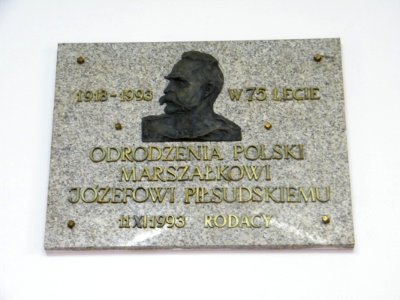 1918-1993 W 75 LECIE
ODRODZENIA POLSKI
MARSZAŁKOWI
JÓZEFOWI PIŁSUDSKIEMU
11 XI 1993 RODACY